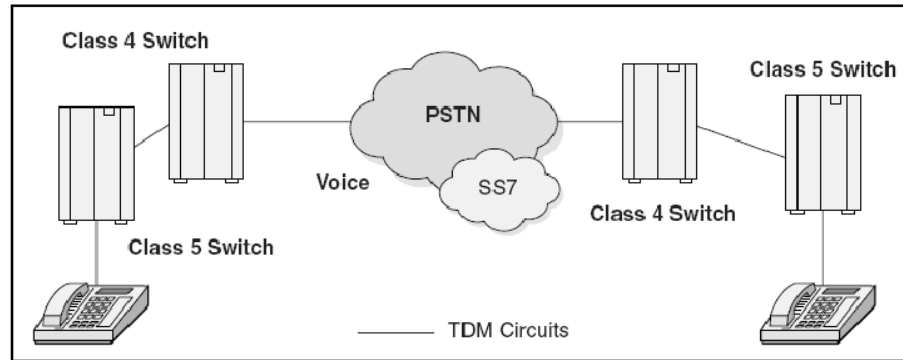 Class 4 Switch
Class 5 Switch
PSTN
Voice
SS7
Class 4 Switch
Class 5 Switch
TDM Circuits